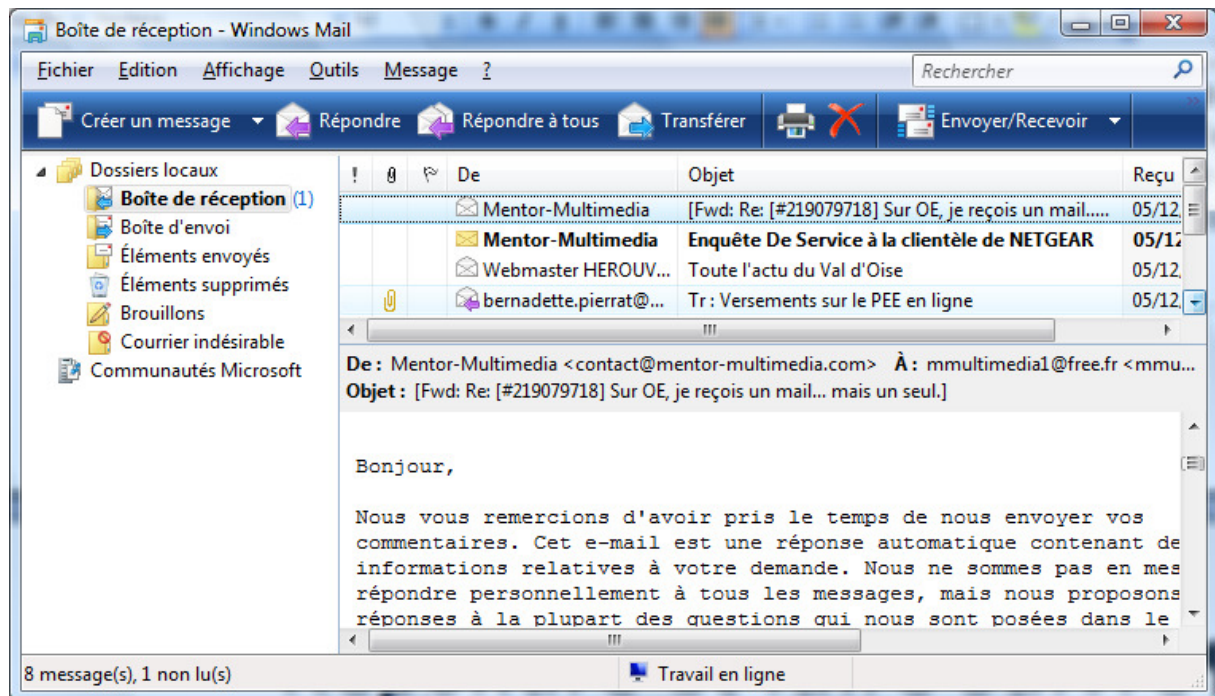 Boîte de réception - Windows Mail
Fichier Edition Affichage Outils Message ?
Rechercher
Créer un message Répondre Répondre à tous Transférer Envoyer/Recevoir
Dossiers locaux
Boîte de réception (1)
Boîte d'envoi
Éléments envoyés
Éléments supprimés
Brouillons
Courrier indésirable
Communautés Microsoft
! De Objet Reçu
Mentor-Multimedia [Fwd: Re: [#219079718] Sur OE, je reçois un mail..... 05/12,
Mentor-Multimedia Enquête De Service à la clientèle de NETGEAR 05/12
Webmaster HEROUV... Toute l'actu du Val d'Oise 05/12,
bernadette.pierrat@... Tr : Versements sur le PEE en ligne 05/12,
De : Mentor-Multimedia <contact@mentor-multimedia.com> À : mmultimedia1@free.fr <mmu...
Objet : [Fwd: Re: [#219079718] Sur OE, je reçois un mail... mais un seul.]
Bonjour,
Nous vous remercions d'avoir pris le temps de nous envoyer vos
commentaires. Cet e-mail est une réponse automatique contenant de
informations relatives à votre demande. Nous ne sommes pas en mes
répondre personnellement à tous les messages, mais nous proposons
réponses à la plupart des questions qui nous sont posées dans le
8 message(s), 1 non lu(s) Travail en ligne